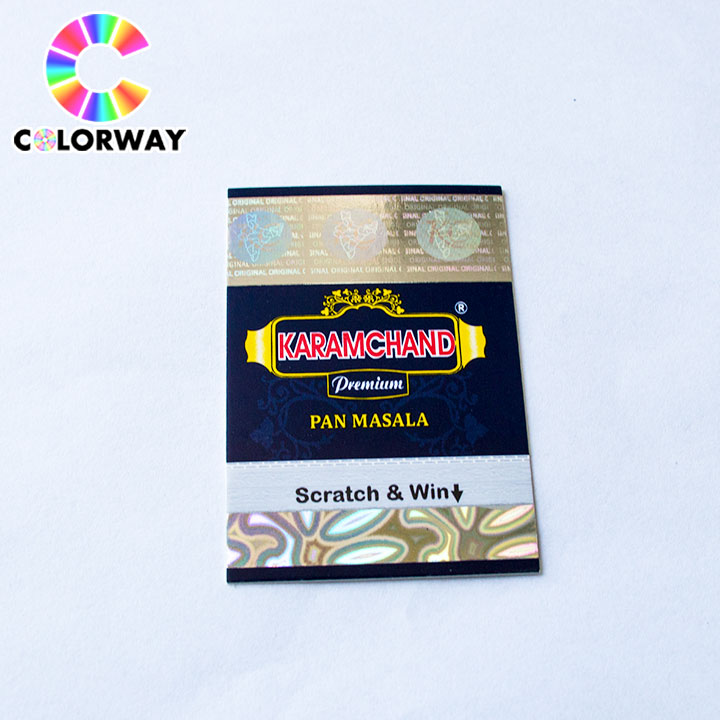 COLORWAY
ORIGINAL ORIGINAL ORIGINAL
®
KARAMCHAND
Premium
PAN MASALA
Scratch & Win